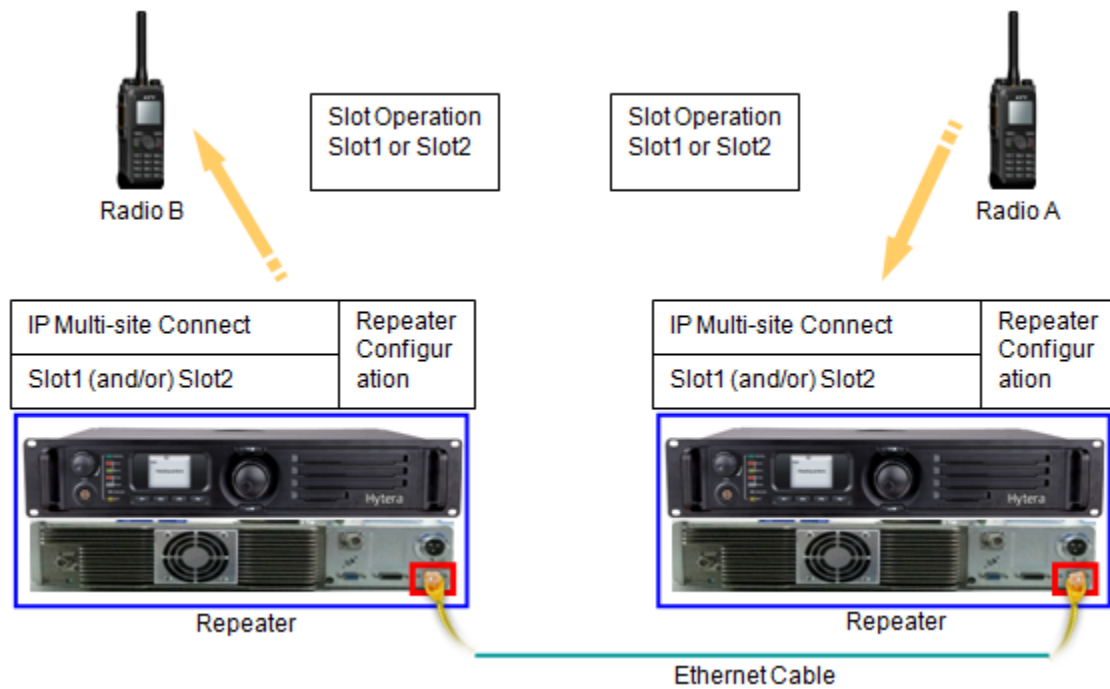 Slot Operation
Slot1 or Slot2
Slot Operation
Slot1 or Slot2
Radio B
Radio A
IP Multi-site Connect
Slot1 (and/or) Slot2
Repeater
Configur
ation
IP Multi-site Connect
Slot1 (and/or) Slot2
Repeater
Configur
ation
Hytera
Hytera
Repeater
Repeater
Ethernet Cable